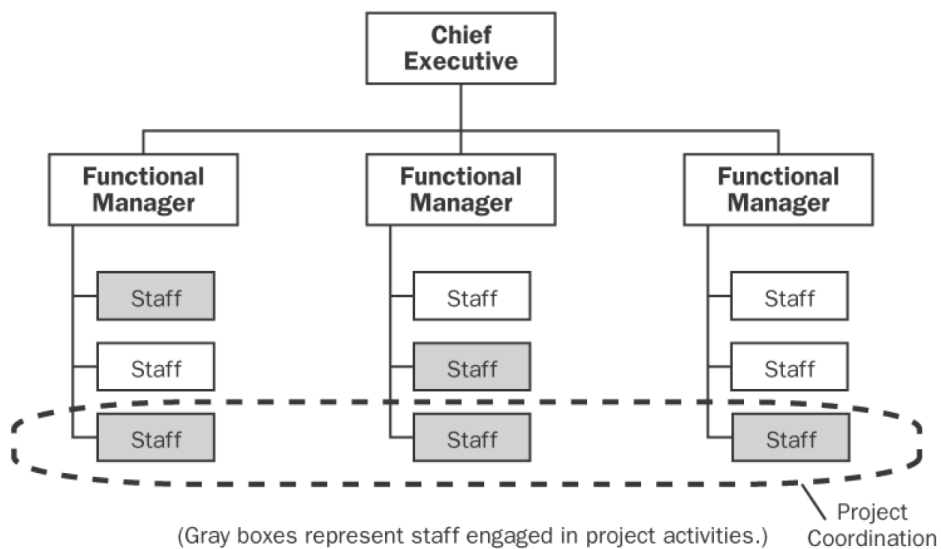 Chief
Executive
Functional
Manager
Functional
Manager
Functional
Manager
Staff
Staff
Staff
Staff
Staff
Staff
Staff
Staff
Staff
Project
Coordination
(Gray boxes represent staff engaged in project activities.)